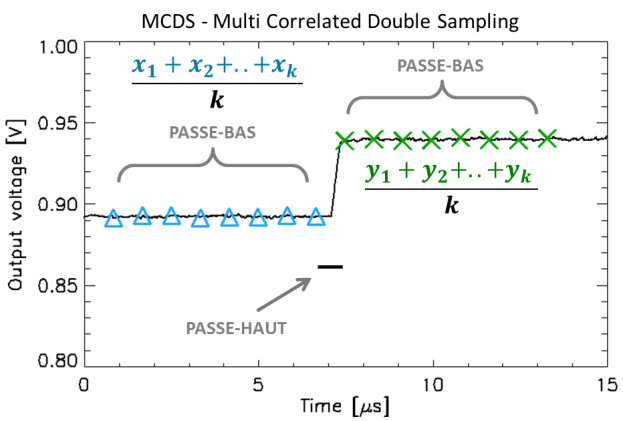 MCDS - Multi Correlated Double Sampling
1.00
0.95
0.90
0.85
0.80
Output voltage [V]
x₁ + x₂+..+xₖ
k
PASSE-BAS
PASSE-BAS
y₁ + y₂+..+yₖ
k
PASSE-HAUT
0 5 10 15
Time [μs]